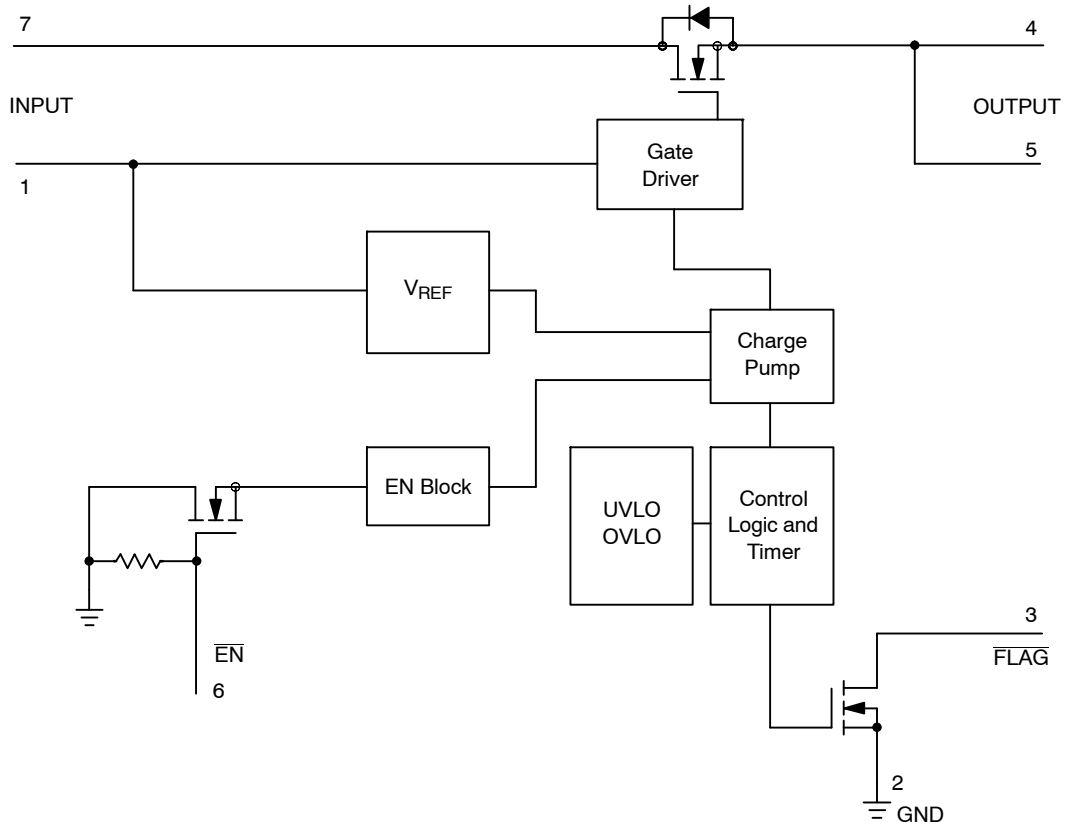 7
4
INPUT
OUTPUT
Gate
Driver
5
1
VREF
Charge
Pump
EN Block
UVLO
OVLO
Control
Logic and
Timer
3
EN
FLAG
6
2
GND